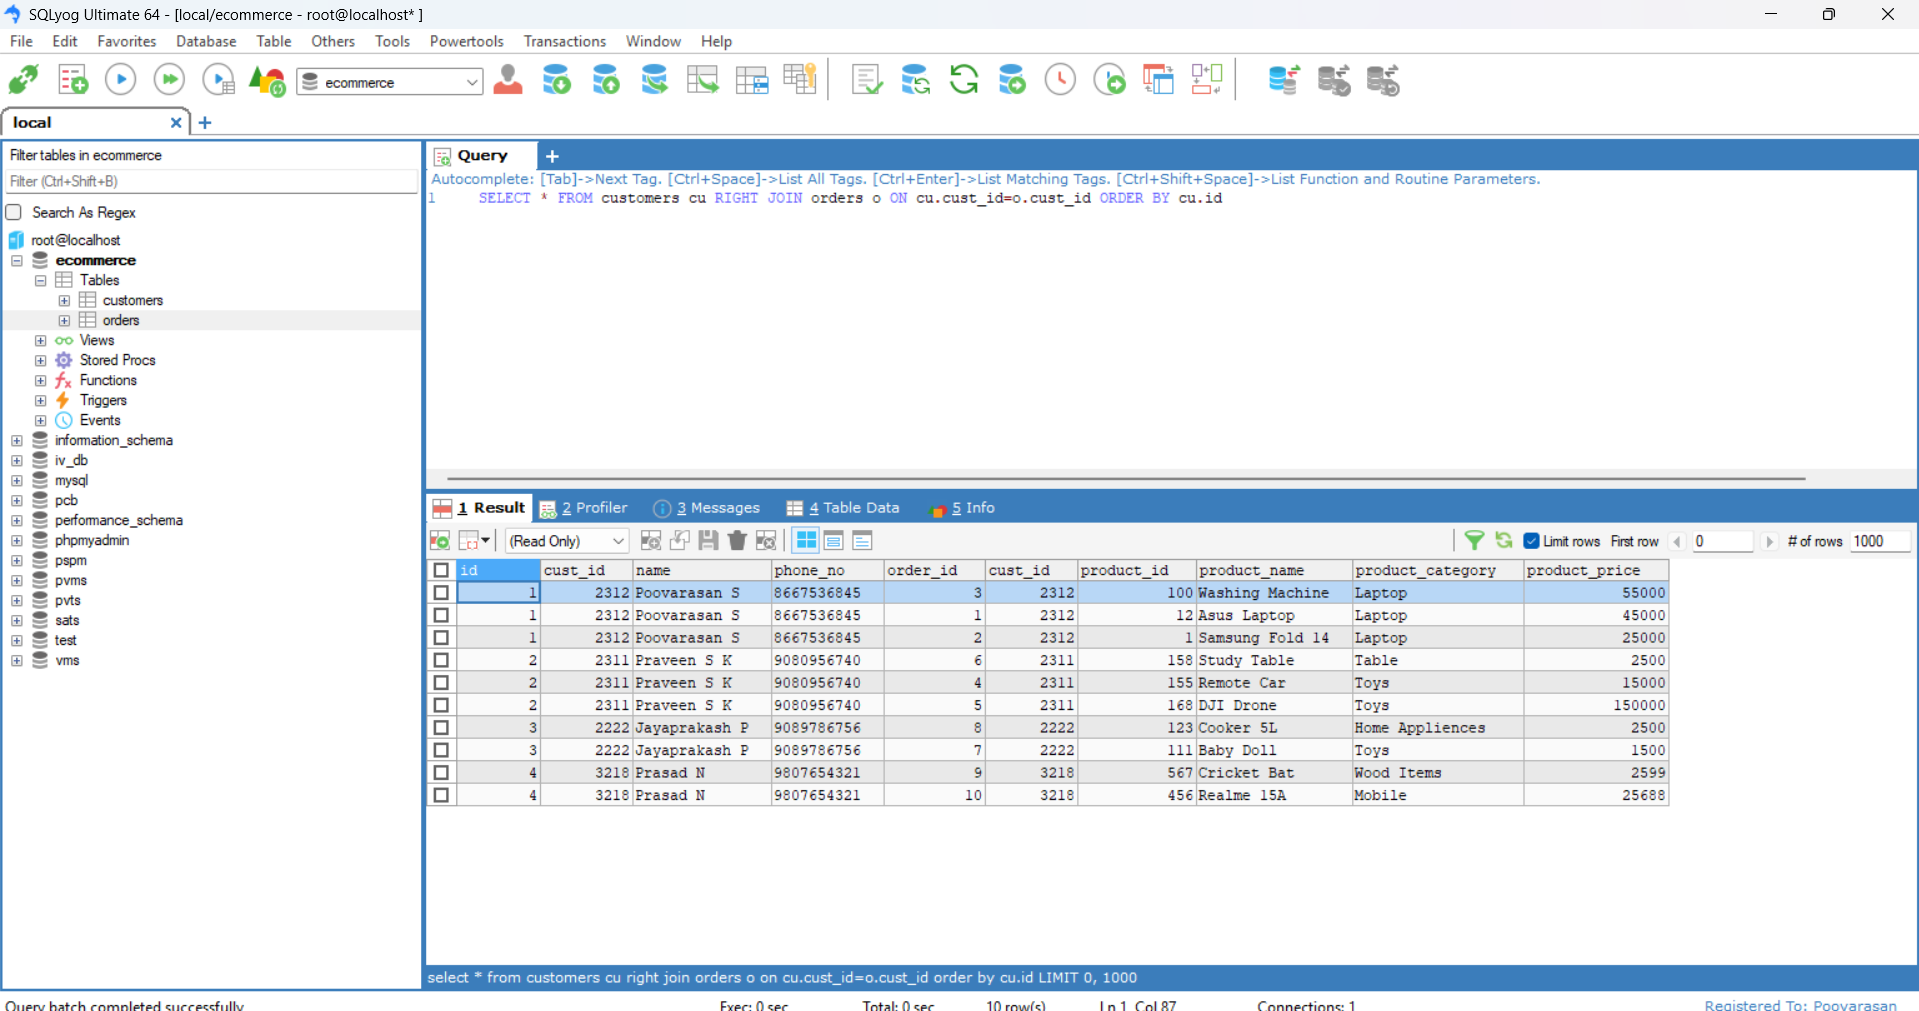 SQLyog Ultimate 64 - [local/ecommerce - root@localhost* ]
File Edit Favorites Database Table Others Tools Powertools Transactions Window Help
ecommerce
local
Filter tables in ecommerce
Filter (Ctrl+Shift+B)
Search As Regex
root@localhost
ecommerce
Tables
customers
orders
Views
Stored Procs
Functions
Triggers
Events
information_schema
iv_db
mysql
pcb
performance_schema
phpmyadmin
pspm
pvms
pvts
sats
test
vms
Query
Autocomplete: [Tab]->Next Tag. [Ctrl+Space]->List All Tags. [Ctrl+Enter]->List Matching Tags. [Ctrl+Shift+Space]->List Function and Routine Parameters.
1 SELECT * FROM customers cu RIGHT JOIN orders o ON cu.cust_id=o.cust_id ORDER BY cu.id
1 Result 2 Profiler 3 Messages 4 Table Data 5 Info
(Read Only) Limit rows First row 0 # of rows 1000
id cust_id name phone_no order_id cust_id product_id product_name product_category product_price
1 2312 Poovarasan S 8667536845 3 2312 100 Washing Machine Laptop 55000
1 2312 Poovarasan S 8667536845 1 2312 12 Asus Laptop Laptop 45000
1 2312 Poovarasan S 8667536845 2 2312 1 Samsung Fold 14 Laptop 25000
2 2311 Praveen S K 9080956740 6 2311 158 Study Table Table 2500
2 2311 Praveen S K 9080956740 4 2311 155 Remote Car Toys 15000
2 2311 Praveen S K 9080956740 5 2311 168 DJI Drone Toys 150000
3 2222 Jayaprakash P 9089786756 8 2222 123 Cooker 5L Home Appliences 2500
3 2222 Jayaprakash P 9089786756 7 2222 111 Baby Doll Toys 1500
4 3218 Prasad N 9807654321 9 3218 567 Cricket Bat Wood Items 2599
4 3218 Prasad N 9807654321 10 3218 456 Realme 15A Mobile 25688
select * from customers cu right join orders o on cu.cust_id=o.cust_id order by cu.id LIMIT 0, 1000
Query batch completed successfully Exec: 0 sec Total: 0 sec 10 row(s) Ln 1, Col 87 Connections: 1 Registered To: Poovarasan